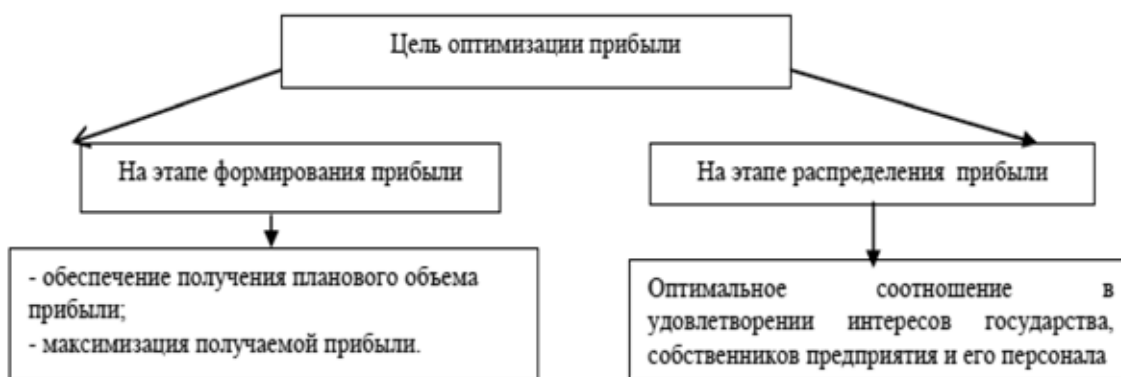 Цель оптимизации прибыли
На этапе формирования прибыли
На этапе распределения прибыли
- обеспечение получения планового объема
прибыли;
- максимизация получаемой прибыли.
Оптимальное соотношение в
удовлетворении интересов государства,
собственников предприятия и его персонала